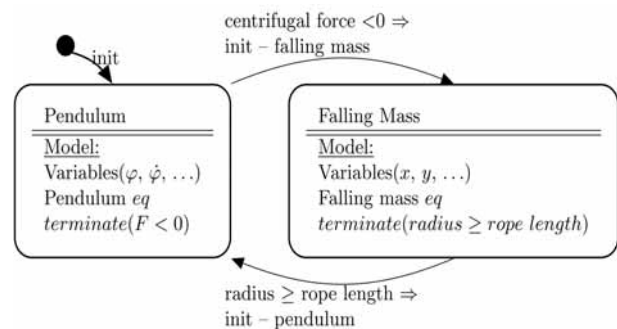 centrifugal force <0 ⇒
init – falling mass
init
Pendulum
Model:
Variables(φ, φ̇, …)
Pendulum eq
terminate(F < 0)
Falling Mass
Model:
Variables(x, y, …)
Falling mass eq
terminate(radius ≥ rope length)
radius ≥ rope length ⇒
init – pendulum